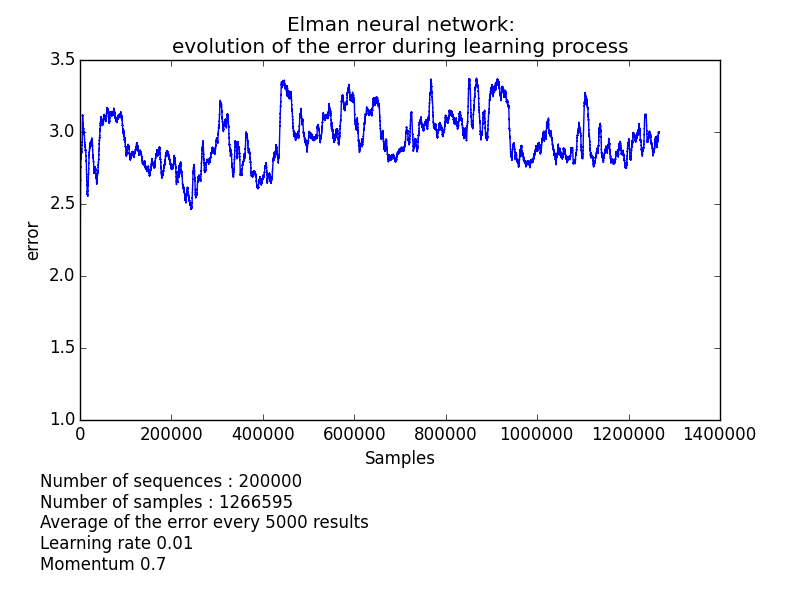 Elman neural network:
evolution of the error during learning process
3.5
3.0
2.5
2.0
1.5
1.0
error
0 200000 400000 600000 800000 1000000 1200000 1400000
Samples
Number of sequences : 200000
Number of samples : 1266595
Average of the error every 5000 results
Learning rate 0.01
Momentum 0.7